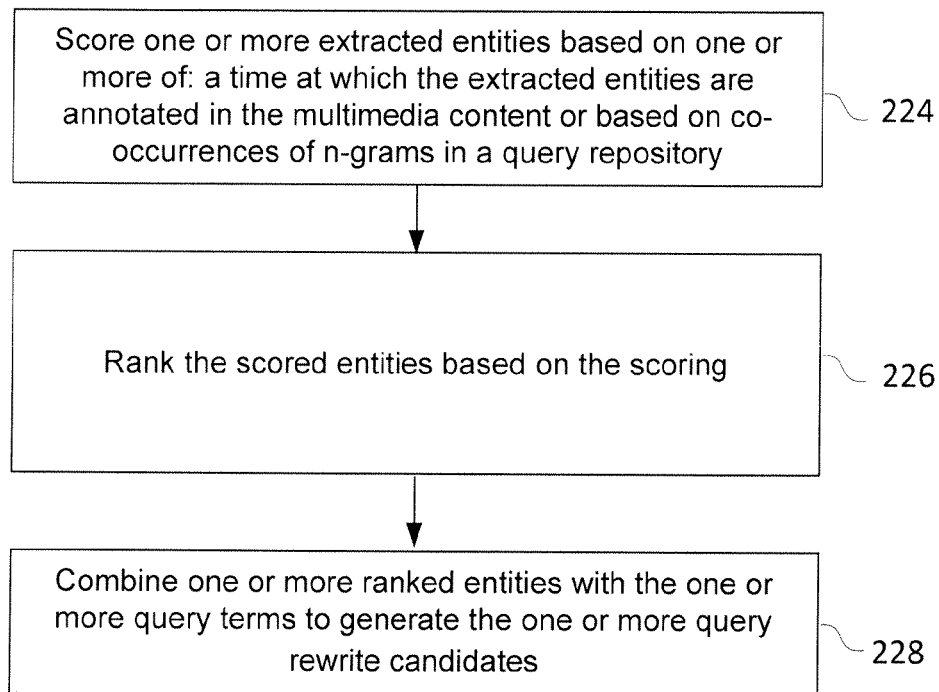 Score one or more extracted entities based on one or
more of: a time at which the extracted entities are
annotated in the multimedia content or based on co-
occurrences of n-grams in a query repository
224
Rank the scored entities based on the scoring
226
Combine one or more ranked entities with the one or
more query terms to generate the one or more query
rewrite candidates
228